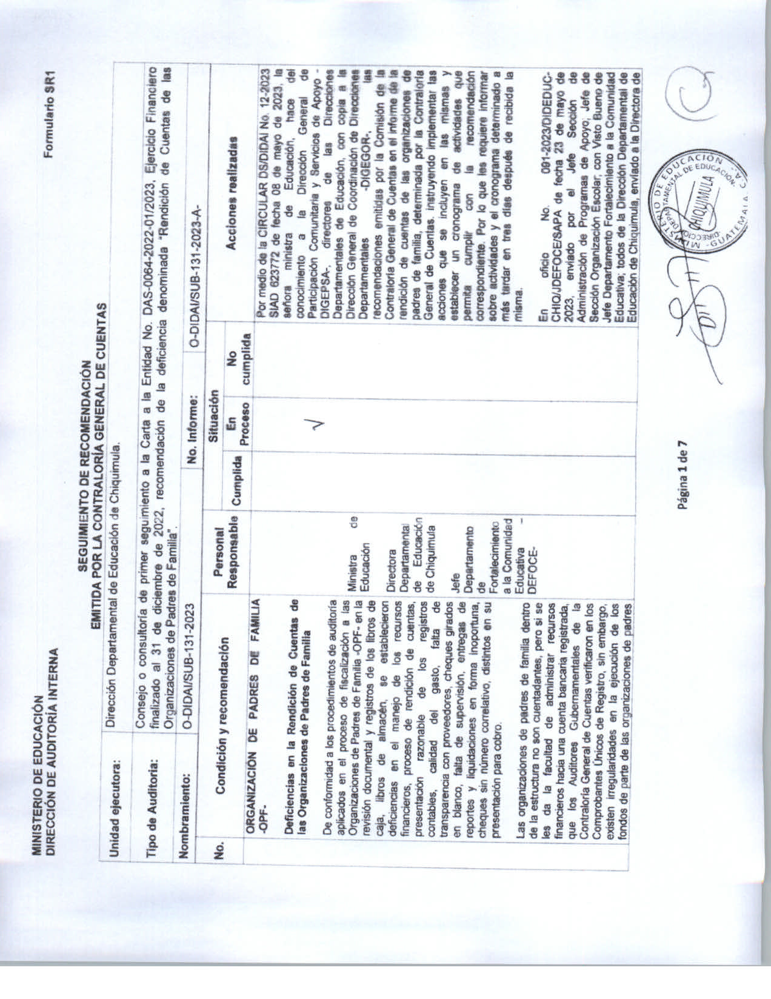 MINISTERIO DE EDUCACIÓN
DIRECCIÓN DE AUDITORÍA INTERNA
Formulario SR1
SEGUIMIENTO DE RECOMENDACIÓN
EMITIDA POR LA CONTRALORÍA GENERAL DE CUENTAS
Unidad ejecutora:
Dirección Departamental de Educación de Chiquimula.
Tipo de Auditoria:
Consejo o consultoría de primer seguimiento a la Carta a la Entidad No. DAS-0064-2022-01/2023, Ejercicio Financiero
finalizado al 31 de diciembre de 2022, recomendación de la deficiencia denominada "Rendición de Cuentas de las
Organizaciones de Padres de Familia".
Nombramiento:
O-DIDAI/SUB-131-2023
No. Informe:
O-DIDAI/SUB-131-2023-A-
No.
Condición y recomendación
Personal
Responsable
Situación
Cumplida
En
Proceso
No
cumplida
Acciones realizadas
ORGANIZACIÓN DE PADRES DE FAMILIA
-OPF-
Deficiencias en la Rendición de Cuentas de
las Organizaciones de Padres de Familia
De conformidad a los procedimientos de auditoría
aplicados en el proceso de fiscalización a las
Organizaciones de Padres de Familia -OPF- en la
revisión documental y registros de los libros de
caja, libros de almacén, se establecieron
deficiencias en el manejo de los recursos
financieros, proceso de rendición de cuentas,
presentación razonable de los registros
contables, calidad del gasto, falta de
transparencia con proveedores, cheques girados
en blanco, falta de supervisión, entregas de
reportes y liquidaciones en forma inoportuna,
cheques sin número correlativo, distintos en su
presentación para cobro.
Las organizaciones de padres de familia dentro
de la estructura no son cuentadantes, pero si se
les da la facultad de administrar recursos
financieros hacia una cuenta bancaria registrada,
que los Auditores Gubernamentales de la
Contraloría General de Cuentas verificaron en los
Comprobantes Únicos de Registro, sin embargo,
existen irregularidades en la ejecución de los
fondos de parte de las organizaciones de padres
Ministra de
Educación
Directora
Departamental
de Educación
de Chiquimula
Jefe
Departamento
de
Fortalecimiento
a la Comunidad
Educativa –
DEFOCE-
√
Por medio de la CIRCULAR DS/DIDAI No. 12-2023
SIAD 623772 de fecha 08 de mayo de 2023, la
señora ministra de Educación, hace del
conocimiento a la Dirección General de
Participación Comunitaria y Servicios de Apoyo -
DIGEPSA-, directores de las Direcciones
Departamentales de Educación, con copia a la
Dirección General de Coordinación de Direcciones
Departamentales -DIGEGOR-, las
recomendaciones emitidas por la Comisión de la
Contraloría General de Cuentas en el informe de la
rendición de cuentas de las organizaciones de
padres de familia, determinada por la Contraloría
General de Cuentas. instruyendo implementar las
acciones que se incluyen en las mismas y
establecer un cronograma de actividades que
permita cumplir con la recomendación
correspondiente. Por lo que les requiere informar
sobre actividades y el cronograma determinado a
más tardar en tres días después de recibida la
misma.
En oficio No. 091-2023/DIDEDUC-
CHIQ/JDEFOCE/SAPA de fecha 23 de mayo de
2023, enviado por el Jefe Sección de
Administración de Programas de Apoyo; Jefe de
Sección Organización Escolar; con Visto Bueno de
Jefe Departamento Fortalecimiento a la Comunidad
Educativa; todos de la Dirección Departamental de
Educación de Chiquimula, enviado a la Directora de
Página 1 de 7
MINISTERIO DE EDUCACIÓN
DIRECCIÓN DEPARTAMENTAL DE EDUCACIÓN
CHIQUIMULA
GUATEMALA, C.A.